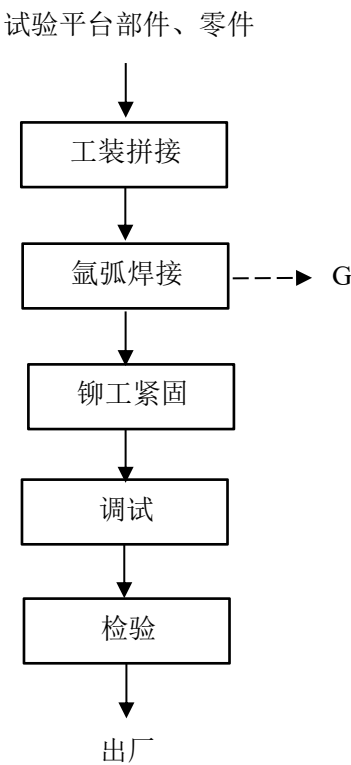 试验平台部件、零件
工装拼接
氩弧焊接
G
铆工紧固
调试
检验
出厂